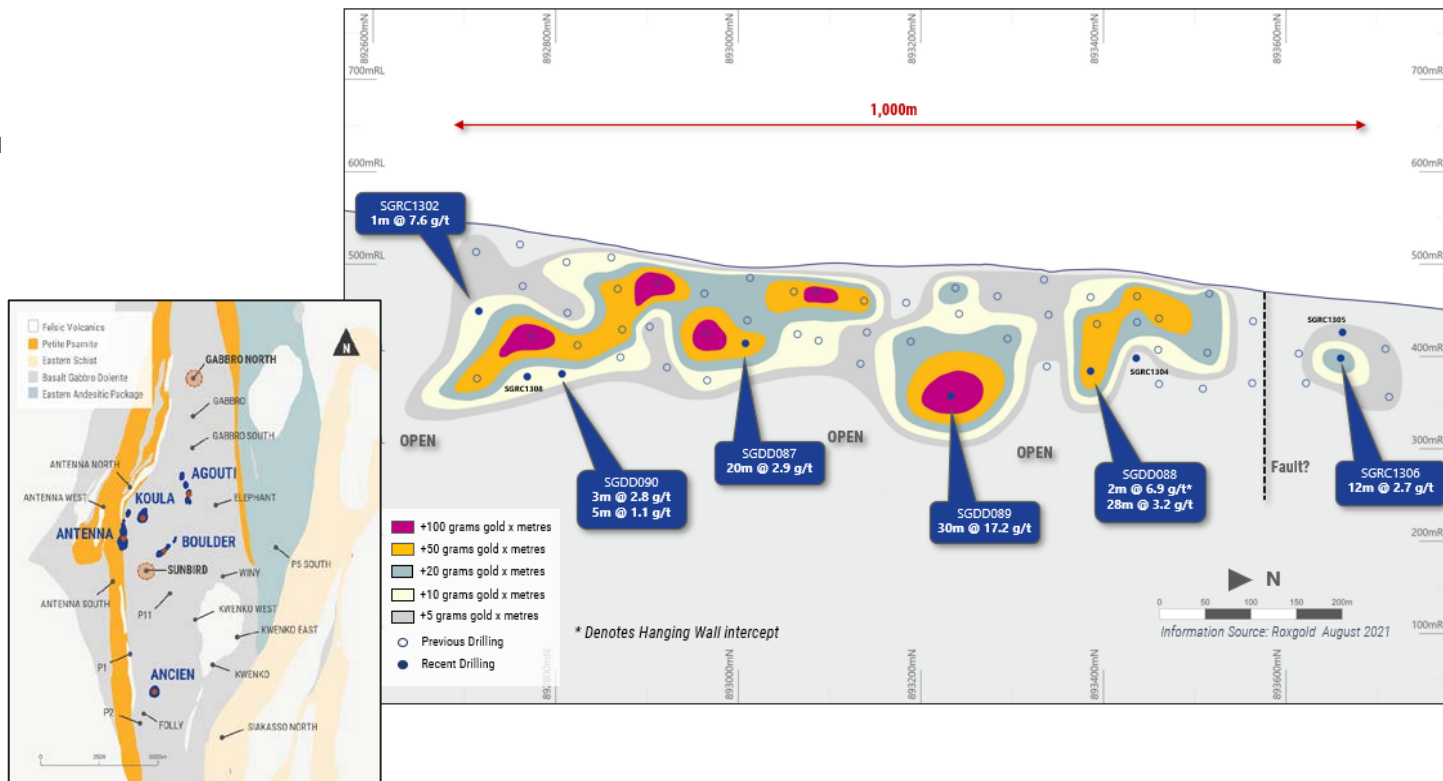 892600mN
892800mN
893000mN
893200mN
893400mN
893600mN
700mRL
700mRL
1,000m
600mRL
600mRL
SGRC1302
1m @ 7.6 g/t
500mRL
500mRL
SGRC1305
400mRL
400mRL
SGRC1308
SGRC1304
OPEN
OPEN
OPEN
Fault?
300mRL
300mRL
SGDD090
3m @ 2.8 g/t
5m @ 1.1 g/t
SGDD087
20m @ 2.9 g/t
SGDD089
30m @ 17.2 g/t
SGDD088
2m @ 6.9 g/t*
28m @ 3.2 g/t
SGRC1306
12m @ 2.7 g/t
200mRL
100mRL
+100 grams gold x metres
+50 grams gold x metres
+20 grams gold x metres
+10 grams gold x metres
+5 grams gold x metres
Previous Drilling
Recent Drilling
* Denotes Hanging Wall intercept
N
0 50 100 150 200m
Information Source: Roxgold August 2021
892800mN
893000mN
893200mN
893400mN
893600mN
Felsic Volcanics
Petite Psamite
Eastern Schist
Basalt Gabbro Dolerite
Eastern Andesitic Package
N
GABBRO NORTH
GABBRO
GABBRO SOUTH
ANTENNA NORTH
AGOUTI
ANTENNA WEST
KOULA
ELEPHANT
ANTENNA
BOULDER
P5 SOUTH
SUNBIRD
WINY
ANTENNA SOUTH
P11
KWENKO WEST
KWENKO EAST
P1
KWENKO
ANCIEN
P2
FOLLY
SIAKASSO NORTH
0